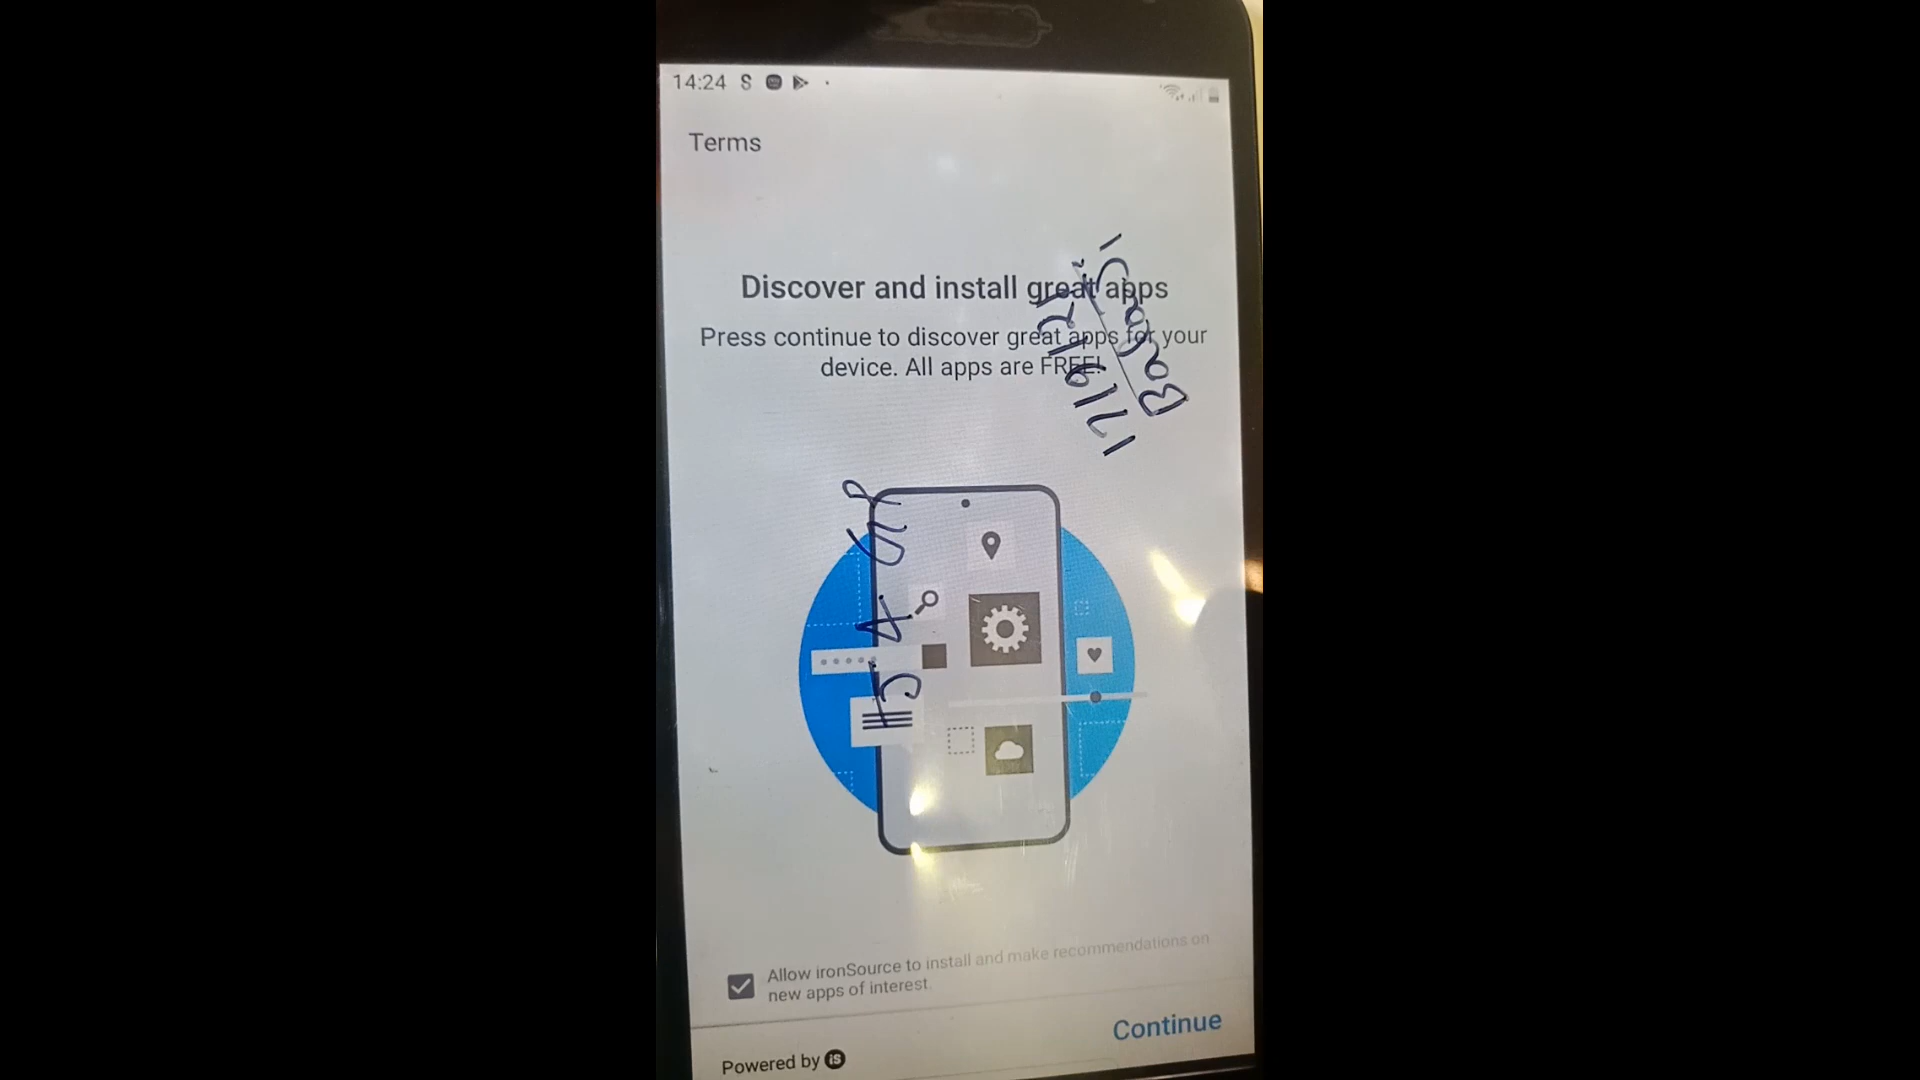 14:24
Terms
Discover and install great apps
Press continue to discover great apps for your
device. All apps are FREE!
Allow ironSource to install and make recommendations on
new apps of interest.
Continue
Powered by iS